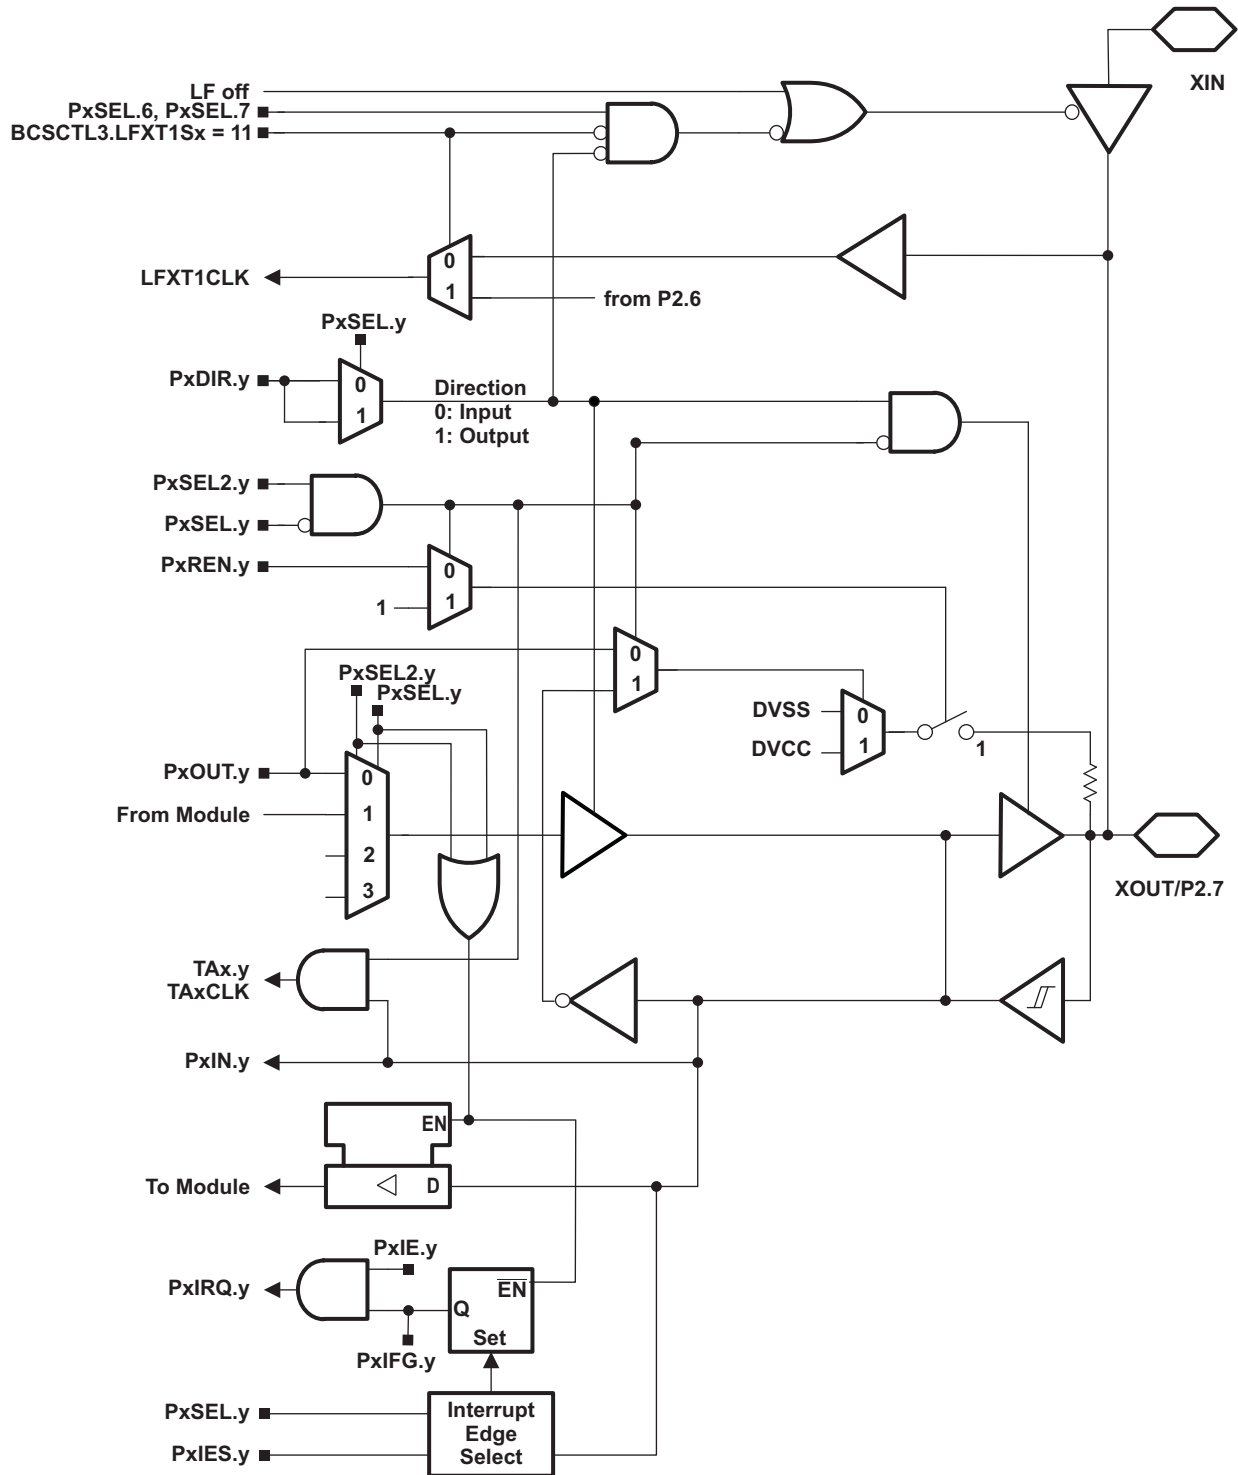 XIN
LF off
PxSEL.6, PxSEL.7
BCSCTL3.LFXT1Sx = 11
0
LFXT1CLK
1
from P2.6
PxSEL.y
PxDIR.y
0
1
Direction
0: Input
1: Output
PxSEL2.y
PxSEL.y
PxREN.y
0
1
1
0
1
PxSEL2.y
PxSEL.y
DVSS
0
DVCC
1
1
PxOUT.y
0
From Module
1
2
3
XOUT/P2.7
TAx.y
TAxCLK
PxIN.y
EN
To Module
D
PxIE.y
PxIRQ.y
EN
Q
Set
PxIFG.y
PxSEL.y
Interrupt
Edge
Select
PxIES.y